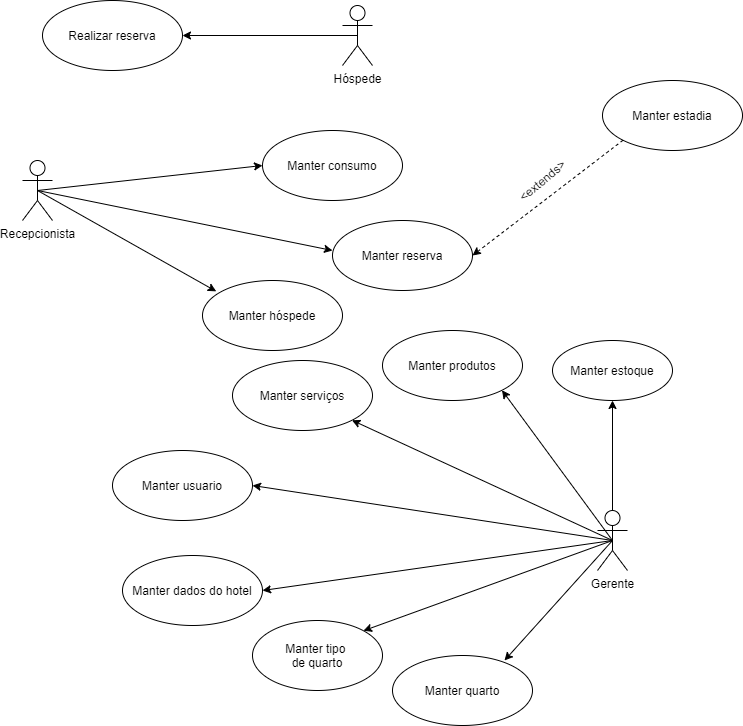 Realizar reserva
Hóspede
Manter estadia
<extends>
Manter consumo
Recepcionista
Manter reserva
Manter hóspede
Manter produtos
Manter estoque
Manter serviços
Manter usuario
Gerente
Manter dados do hotel
Manter tipo
de quarto
Manter quarto